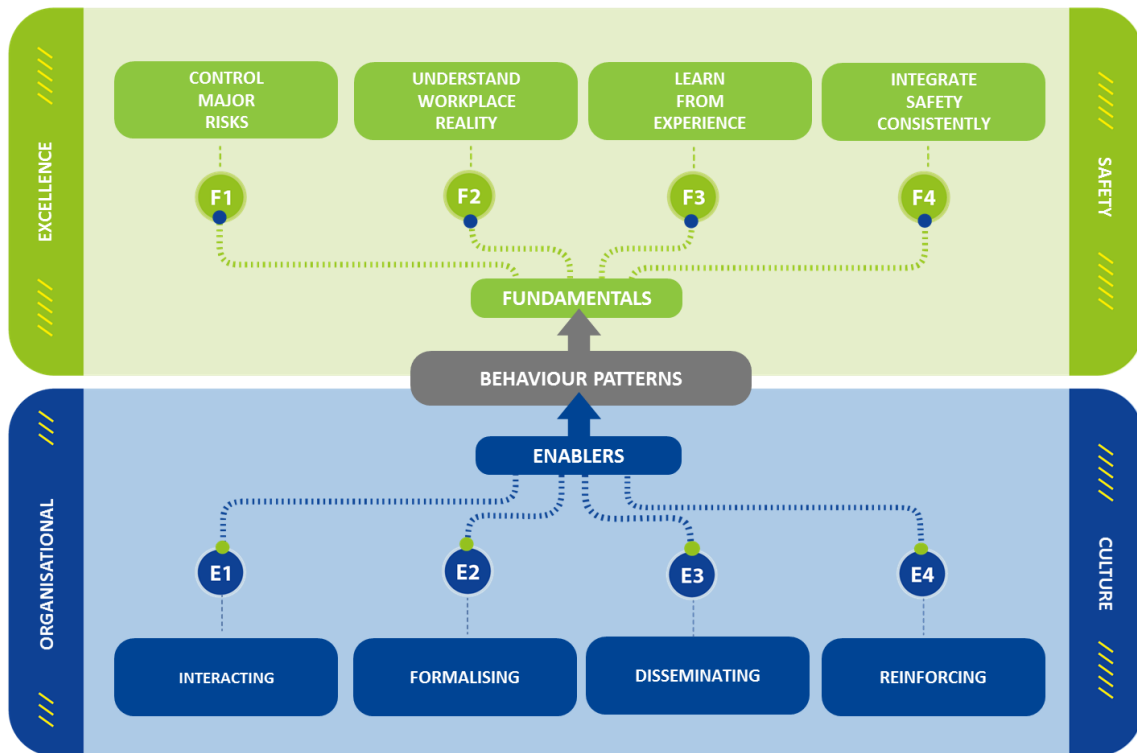 CONTROL
MAJOR
RISKS
UNDERSTAND
WORKPLACE
REALITY
LEARN
FROM
EXPERIENCE
INTEGRATE
SAFETY
CONSISTENTLY
EXCELLENCE
SAFETY
F1
F2
F3
F4
FUNDAMENTALS
BEHAVIOUR PATTERNS
ENABLERS
ORGANISATIONAL
CULTURE
E1
E2
E3
E4
INTERACTING
FORMALISING
DISSEMINATING
REINFORCING